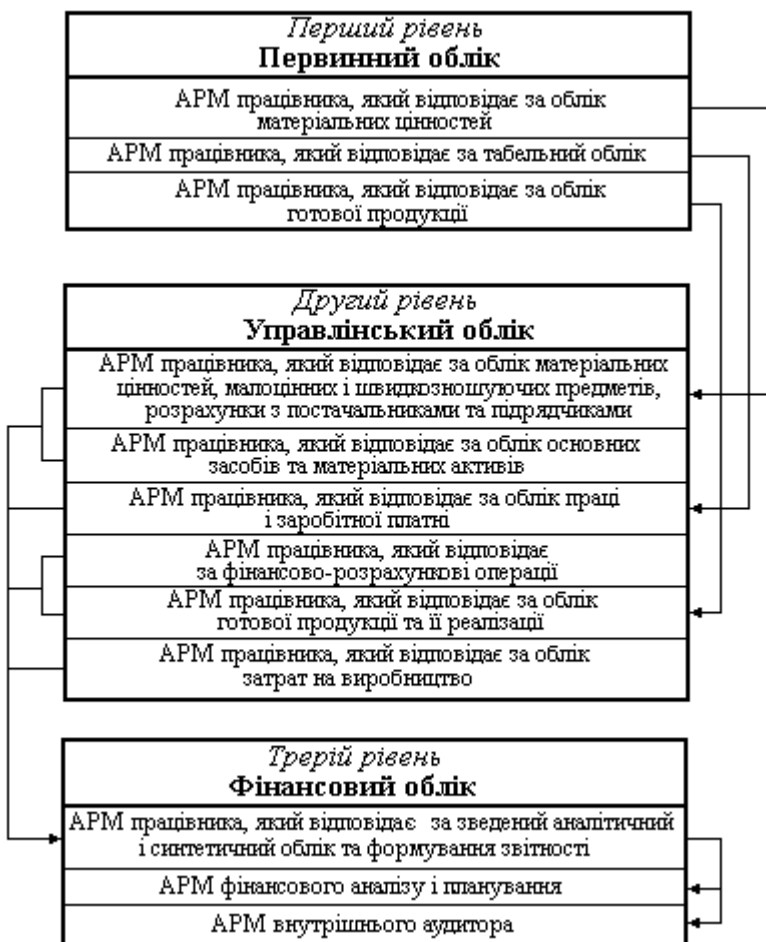 Перший рівень
Первинний облік
АРМ працівника, який відповідає за облік
матеріальних цінностей
АРМ працівника, який відповідає за табельний облік
АРМ працівника, який відповідає за облік
готової продукції
Другий рівень
Управлінський облік
АРМ працівника, який відповідає за облік матеріальних
цінностей, малоцінних і швидкозношуючих предметів,
розрахунки з постачальниками та підрядчиками
АРМ працівника, який відповідає за облік основних
засобів та матеріальних активів
АРМ працівника, який відповідає за облік праці
і заробітної платні
АРМ працівника, який відповідає
за фінансово-розрахункові операції
АРМ працівника, який відповідає за облік
готової продукції та її реалізації
АРМ працівника, який відповідає за облік
затрат на виробництво
Трерій рівень
Фінансовий облік
АРМ працівника, який відповідає за зведений аналітичний
і синтетичний облік та формування звітності
АРМ фінансового аналізу і планування
АРМ внутрішнього аудитора